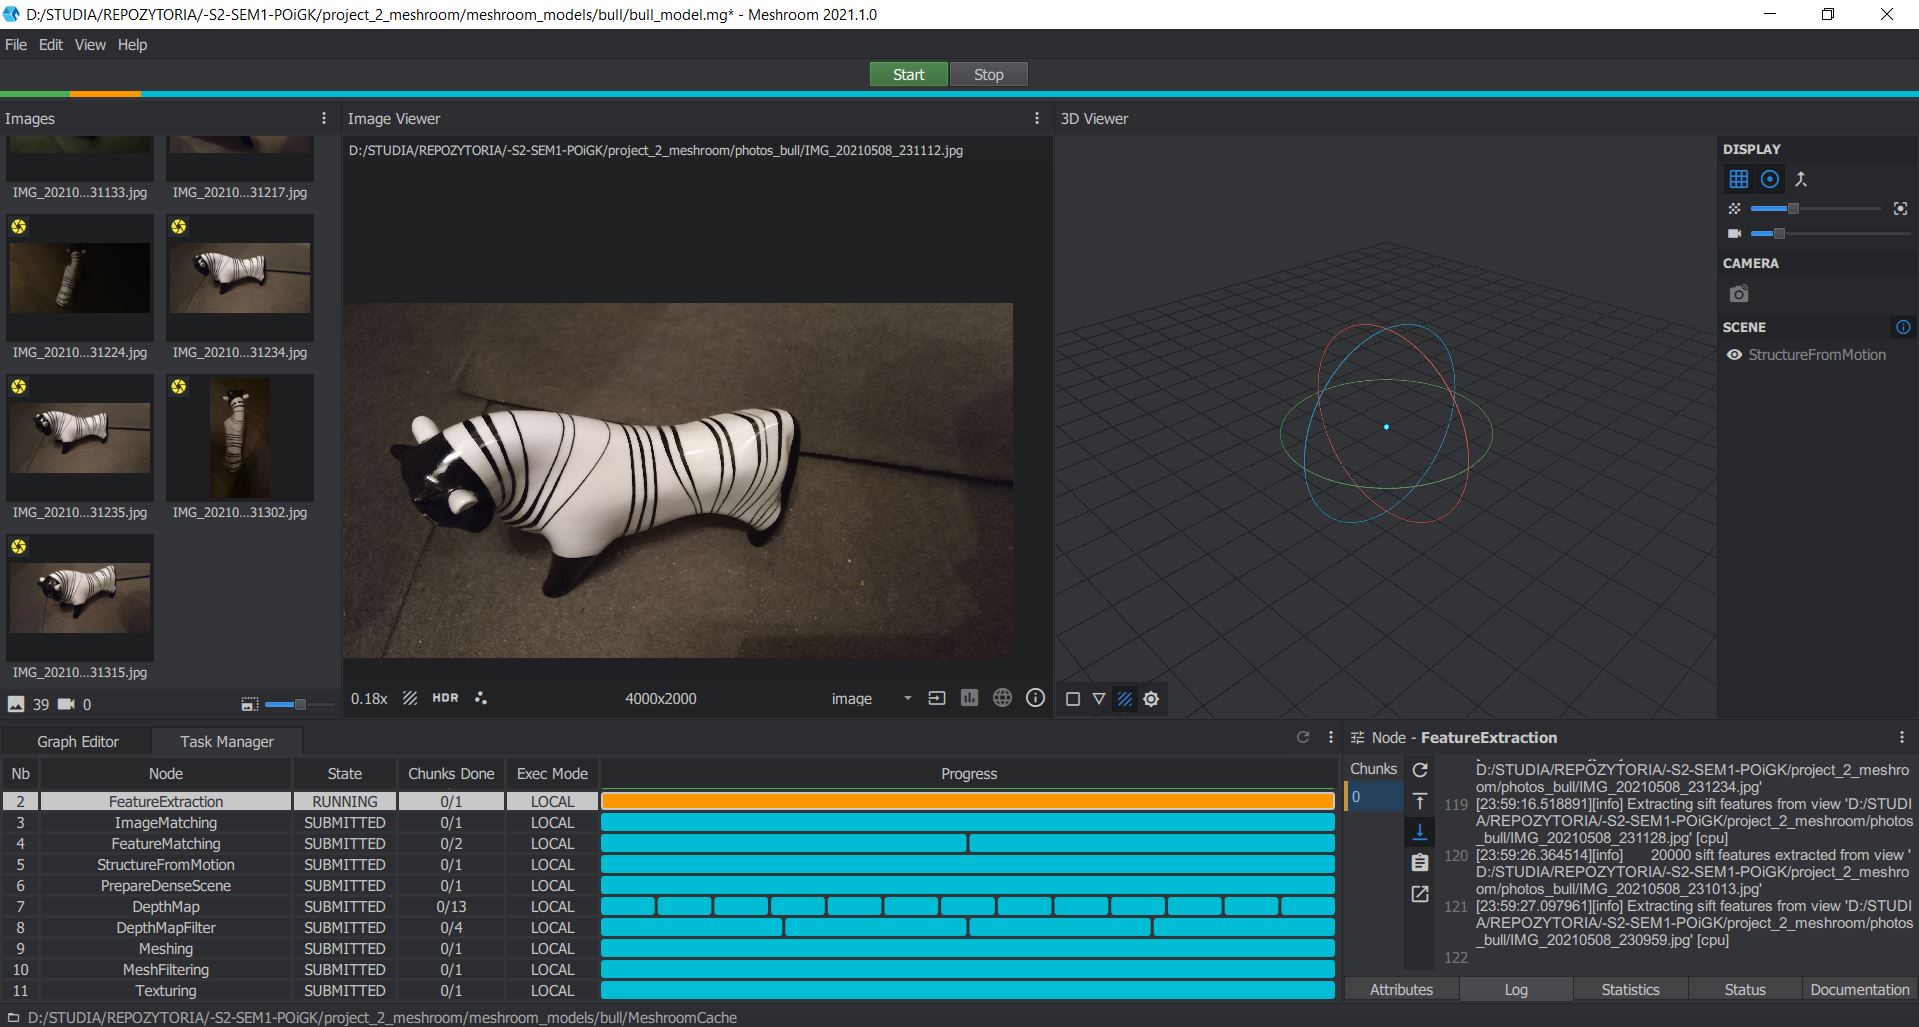 D:/STUDIA/REPOZYTORIA/-S2-SEM1-POiGK/project_2_meshroom/meshroom_models/bull/bull_model.mg* - Meshroom 2021.1.0
File Edit View Help
Start Stop
Images
IMG_20210...31133.jpg IMG_20210...31217.jpg
IMG_20210...31224.jpg IMG_20210...31234.jpg
IMG_20210...31235.jpg IMG_20210...31302.jpg
IMG_20210...31315.jpg
39 0
Image Viewer
D:/STUDIA/REPOZYTORIA/-S2-SEM1-POiGK/project_2_meshroom/photos_bull/IMG_20210508_231112.jpg
0.18x HDR 4000x2000 image
3D Viewer
DISPLAY
CAMERA
SCENE
StructureFromMotion
Graph Editor Task Manager
Nb Node State Chunks Done Exec Mode Progress
2 FeatureExtraction RUNNING 0/1 LOCAL
3 ImageMatching SUBMITTED 0/1 LOCAL
4 FeatureMatching SUBMITTED 0/2 LOCAL
5 StructureFromMotion SUBMITTED 0/1 LOCAL
6 PrepareDenseScene SUBMITTED 0/1 LOCAL
7 DepthMap SUBMITTED 0/13 LOCAL
8 DepthMapFilter SUBMITTED 0/4 LOCAL
9 Meshing SUBMITTED 0/1 LOCAL
10 MeshFiltering SUBMITTED 0/1 LOCAL
11 Texturing SUBMITTED 0/1 LOCAL
Node - FeatureExtraction
Chunks
0
D:/STUDIA/REPOZYTORIA/-S2-SEM1-POiGK/project_2_meshro
om/photos_bull/IMG_20210508_231234.jpg'
119 [23:59:16.518891][info] Extracting sift features from view 'D:/STUDI
A/REPOZYTORIA/-S2-SEM1-POiGK/project_2_meshroom/photos
_bull/IMG_20210508_231128.jpg' [cpu]
120 [23:59:26.364514][info] 20000 sift features extracted from view '
D:/STUDIA/REPOZYTORIA/-S2-SEM1-POiGK/project_2_meshro
om/photos_bull/IMG_20210508_231013.jpg'
121 [23:59:27.097961][info] Extracting sift features from view 'D:/STUDI
A/REPOZYTORIA/-S2-SEM1-POiGK/project_2_meshroom/photos
_bull/IMG_20210508_230959.jpg' [cpu]
122
Attributes Log Statistics Status Documentation
D:/STUDIA/REPOZYTORIA/-S2-SEM1-POiGK/project_2_meshroom/meshroom_models/bull/MeshroomCache